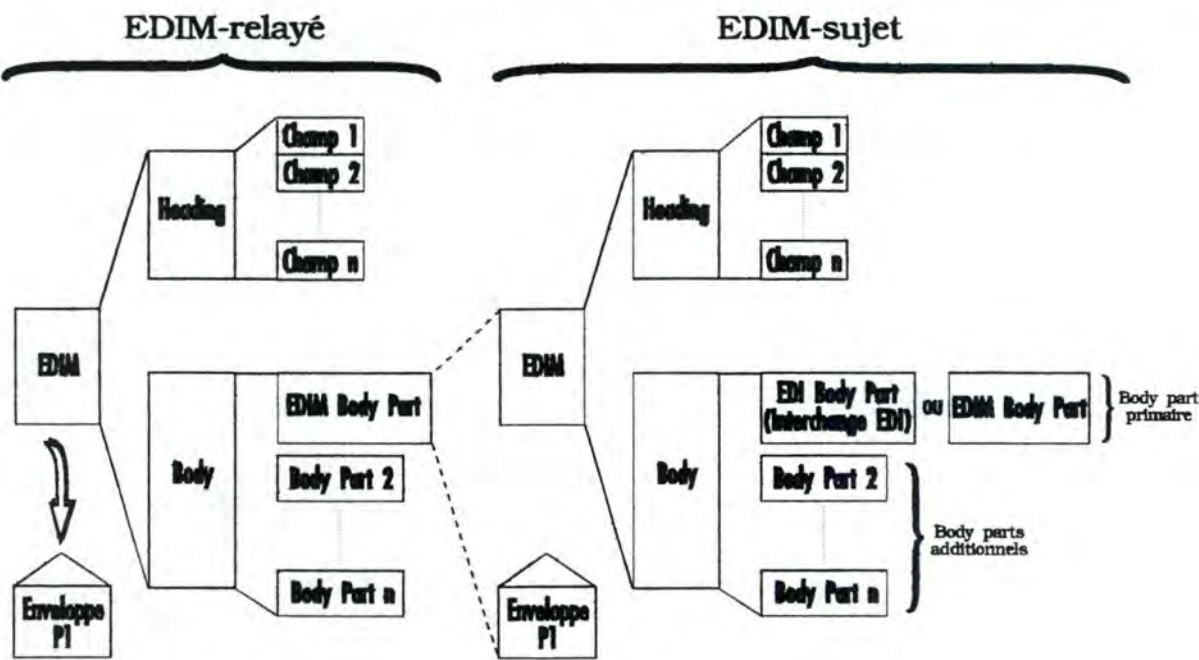 EDIM-relayé
EDIM-sujet
Champ 1
Champ 2
Heading
Champ n
EDIM
EDIM Body Part
Body
Body Part 2
Body Part n
Enveloppe
P1
Champ 1
Champ 2
Heading
Champ n
EDIM
EDI Body Part
(Interchange EDI)
ou
EDIM Body Part
Body part
primaire
Body
Body Part 2
Body parts
additionnels
Body Part n
Enveloppe
P1